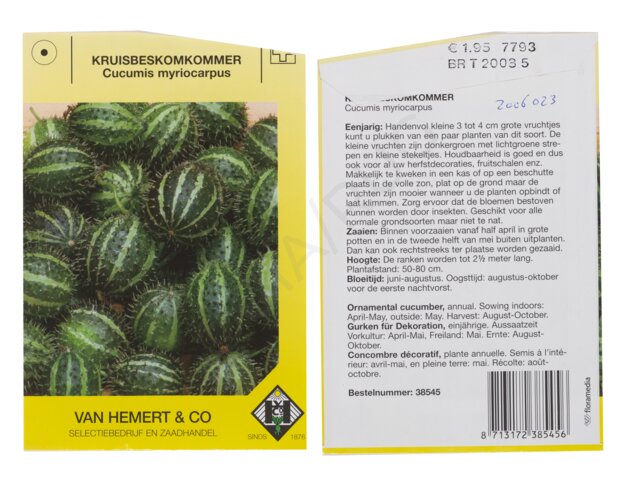 KRUISBESKOMKOMMER
Cucumis myriocarpus
VAN HEMERT & CO
SELECTIEBEDRIJF EN ZAADHANDEL
SINDS 1876
€ 1.95 7793
BR T 2008 5
KOMKOMMER
Cucumis myriocarpus
2006023
Eenjarig: Handenvol kleine 3 tot 4 cm grote vruchtjes
kunt u plukken van een paar planten van dit soort. De
kleine vruchten zijn donkergroen met lichtgroene stre-
pen en kleine stekeltjes. Houdbaarheid is goed en dus
ook voor al uw herfstdecoraties, fruitschalen enz.
Makkelijk te kweken in een kas of op een beschutte
plaats in de volle zon, plat op de grond maar de
vruchten zijn mooier wanneer u de planten opbindt of
laat klimmen. Zorg ervoor dat de bloemen bestoven
kunnen worden door insekten. Geschikt voor alle
normale grondsoorten maar niet te nat.
Zaaien: Binnen voorzaaien vanaf half april in grote
potten en in de tweede helft van mei buiten uitplanten.
Dan kan ook rechtstreeks ter plaatse worden gezaaid.
Hoogte: De ranken worden tot 2½ meter lang.
Plantafstand: 50-80 cm.
Bloeitijd: juni-augustus. Oogsttijd: augustus-oktober
voor de eerste nachtvorst.
Ornamental cucumber, annual. Sowing indoors:
April-May, outside: May. Harvest: August-October.
Gurken für Dekoration, einjährige. Aussaatzeit
Vorkultur: April-Mai, Freiland: Mai. Ernte: August-
Oktober.
Concombre décoratif, plante annuelle. Semis à l'inté-
rieur: avril-mai, en pleine terre: mai. Récolte: août-
octobre.
Bestelnummer: 38545
8 713172 385456
floramedia